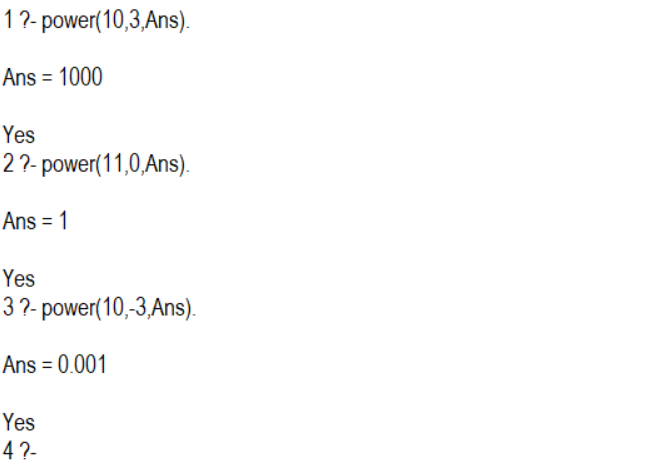 1 ?- power(10,3,Ans).
Ans = 1000
Yes
2 ?- power(11,0,Ans).
Ans = 1
Yes
3 ?- power(10,-3,Ans).
Ans = 0.001
Yes
4 ?-